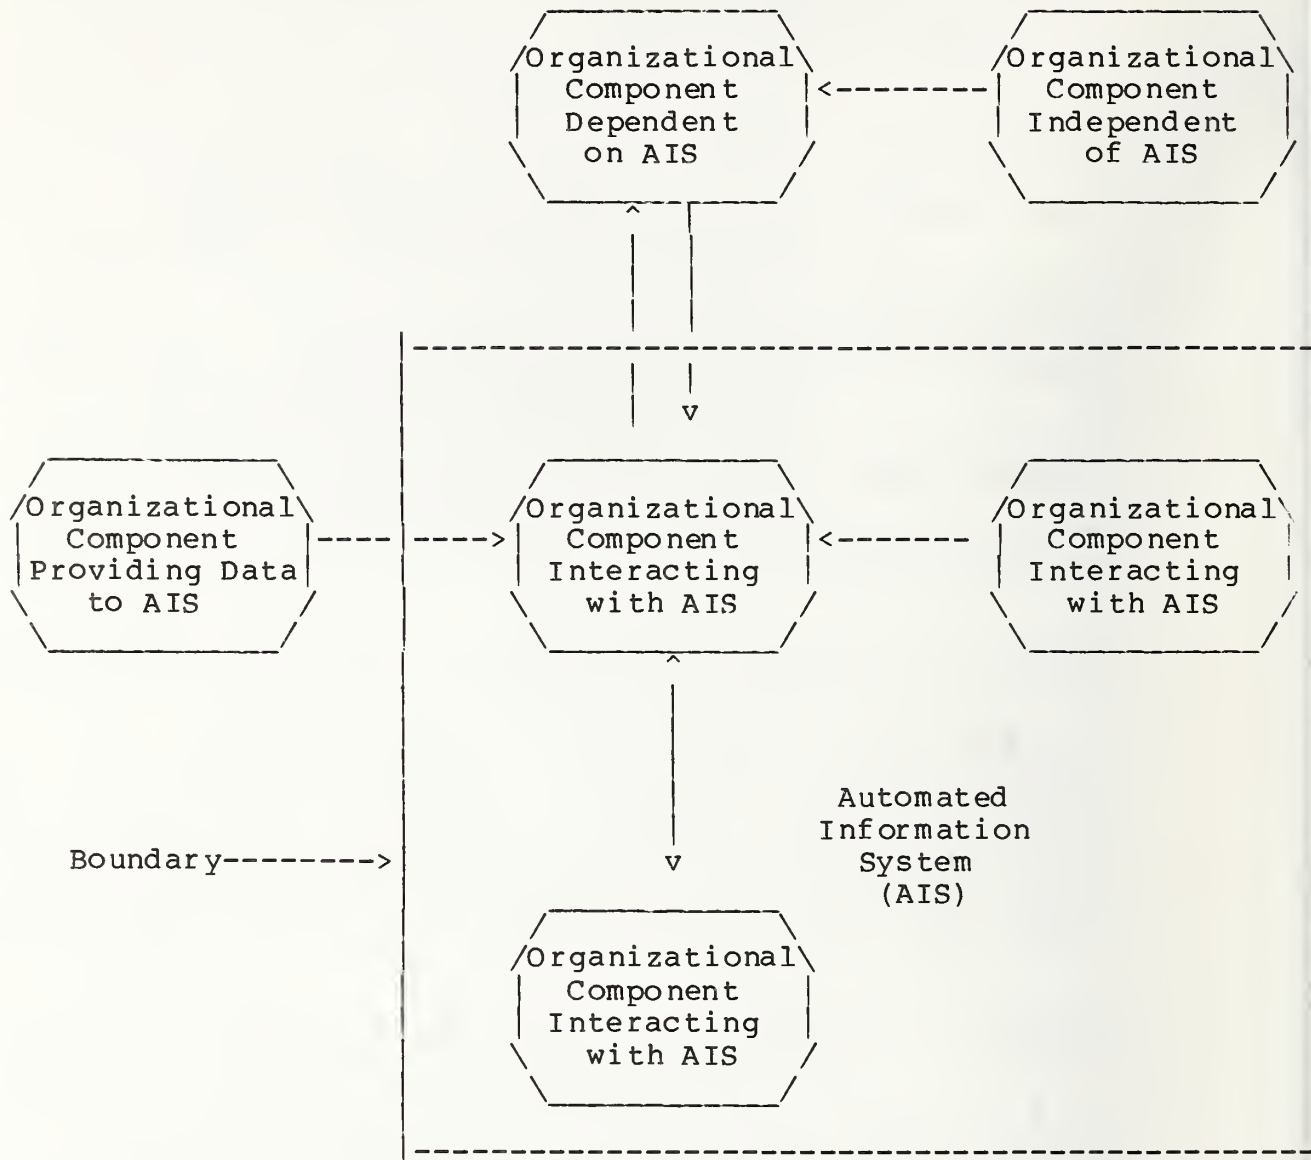 Organizational
Component
Dependent
on AIS
Organizational
Component
Independent
of AIS
Organizational
Component
Providing Data
to AIS
Organizational
Component
Interacting
with AIS
Organizational
Component
Interacting
with AIS
Automated
Information
System
(AIS)
Boundary
Organizational
Component
Interacting
with AIS